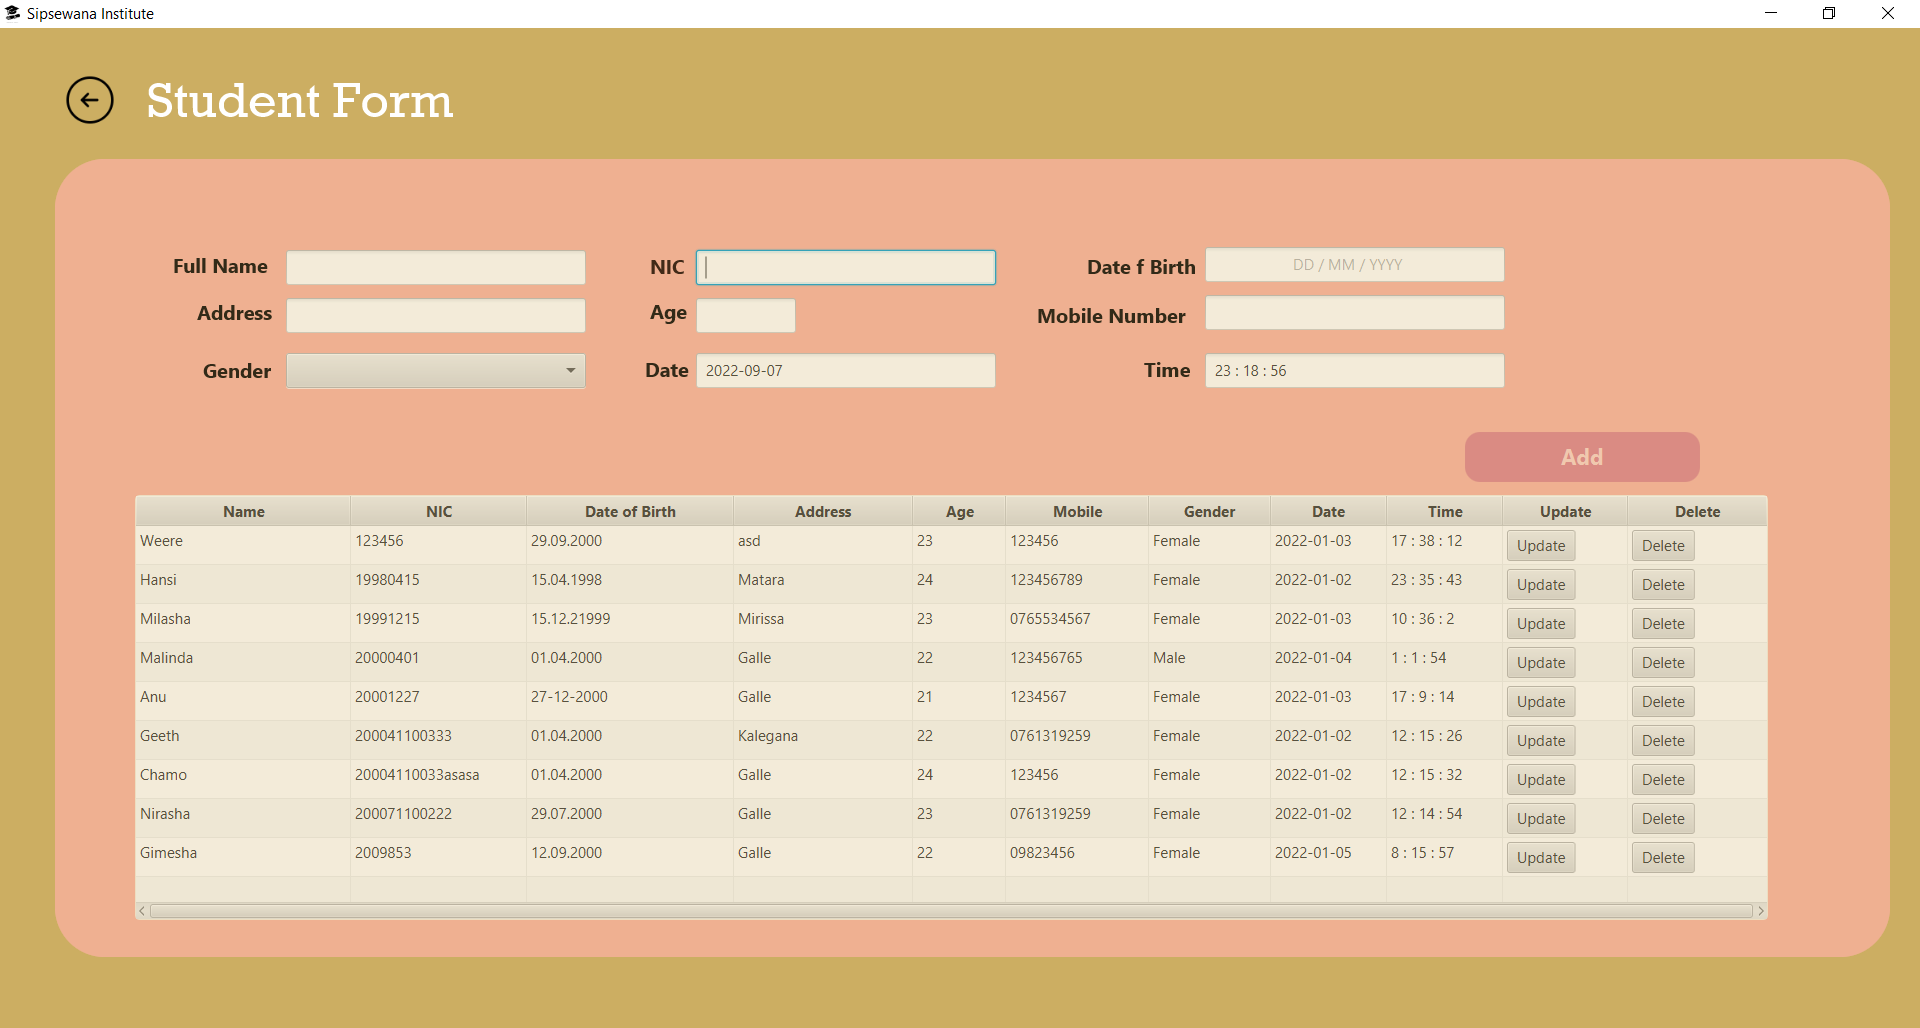 Sipsewana Institute
Student Form
Full Name NIC Date f Birth DD / MM / YYYY
Address Age Mobile Number
Gender Date 2022-09-07 Time 23 : 18 : 56
Add
Name NIC Date of Birth Address Age Mobile Gender Date Time Update Delete
Weere 123456 29.09.2000 asd 23 123456 Female 2022-01-03 17 : 38 : 12 Update Delete
Hansi 19980415 15.04.1998 Matara 24 123456789 Female 2022-01-02 23 : 35 : 43 Update Delete
Milasha 19991215 15.12.21999 Mirissa 23 0765534567 Female 2022-01-03 10 : 36 : 2 Update Delete
Malinda 20000401 01.04.2000 Galle 22 123456765 Male 2022-01-04 1 : 1 : 54 Update Delete
Anu 20001227 27-12-2000 Galle 21 1234567 Female 2022-01-03 17 : 9 : 14 Update Delete
Geeth 200041100333 01.04.2000 Kalegana 22 0761319259 Female 2022-01-02 12 : 15 : 26 Update Delete
Chamo 20004110033asasa 01.04.2000 Galle 24 123456 Female 2022-01-02 12 : 15 : 32 Update Delete
Nirasha 200071100222 29.07.2000 Galle 23 0761319259 Female 2022-01-02 12 : 14 : 54 Update Delete
Gimesha 2009853 12.09.2000 Galle 22 09823456 Female 2022-01-05 8 : 15 : 57 Update Delete